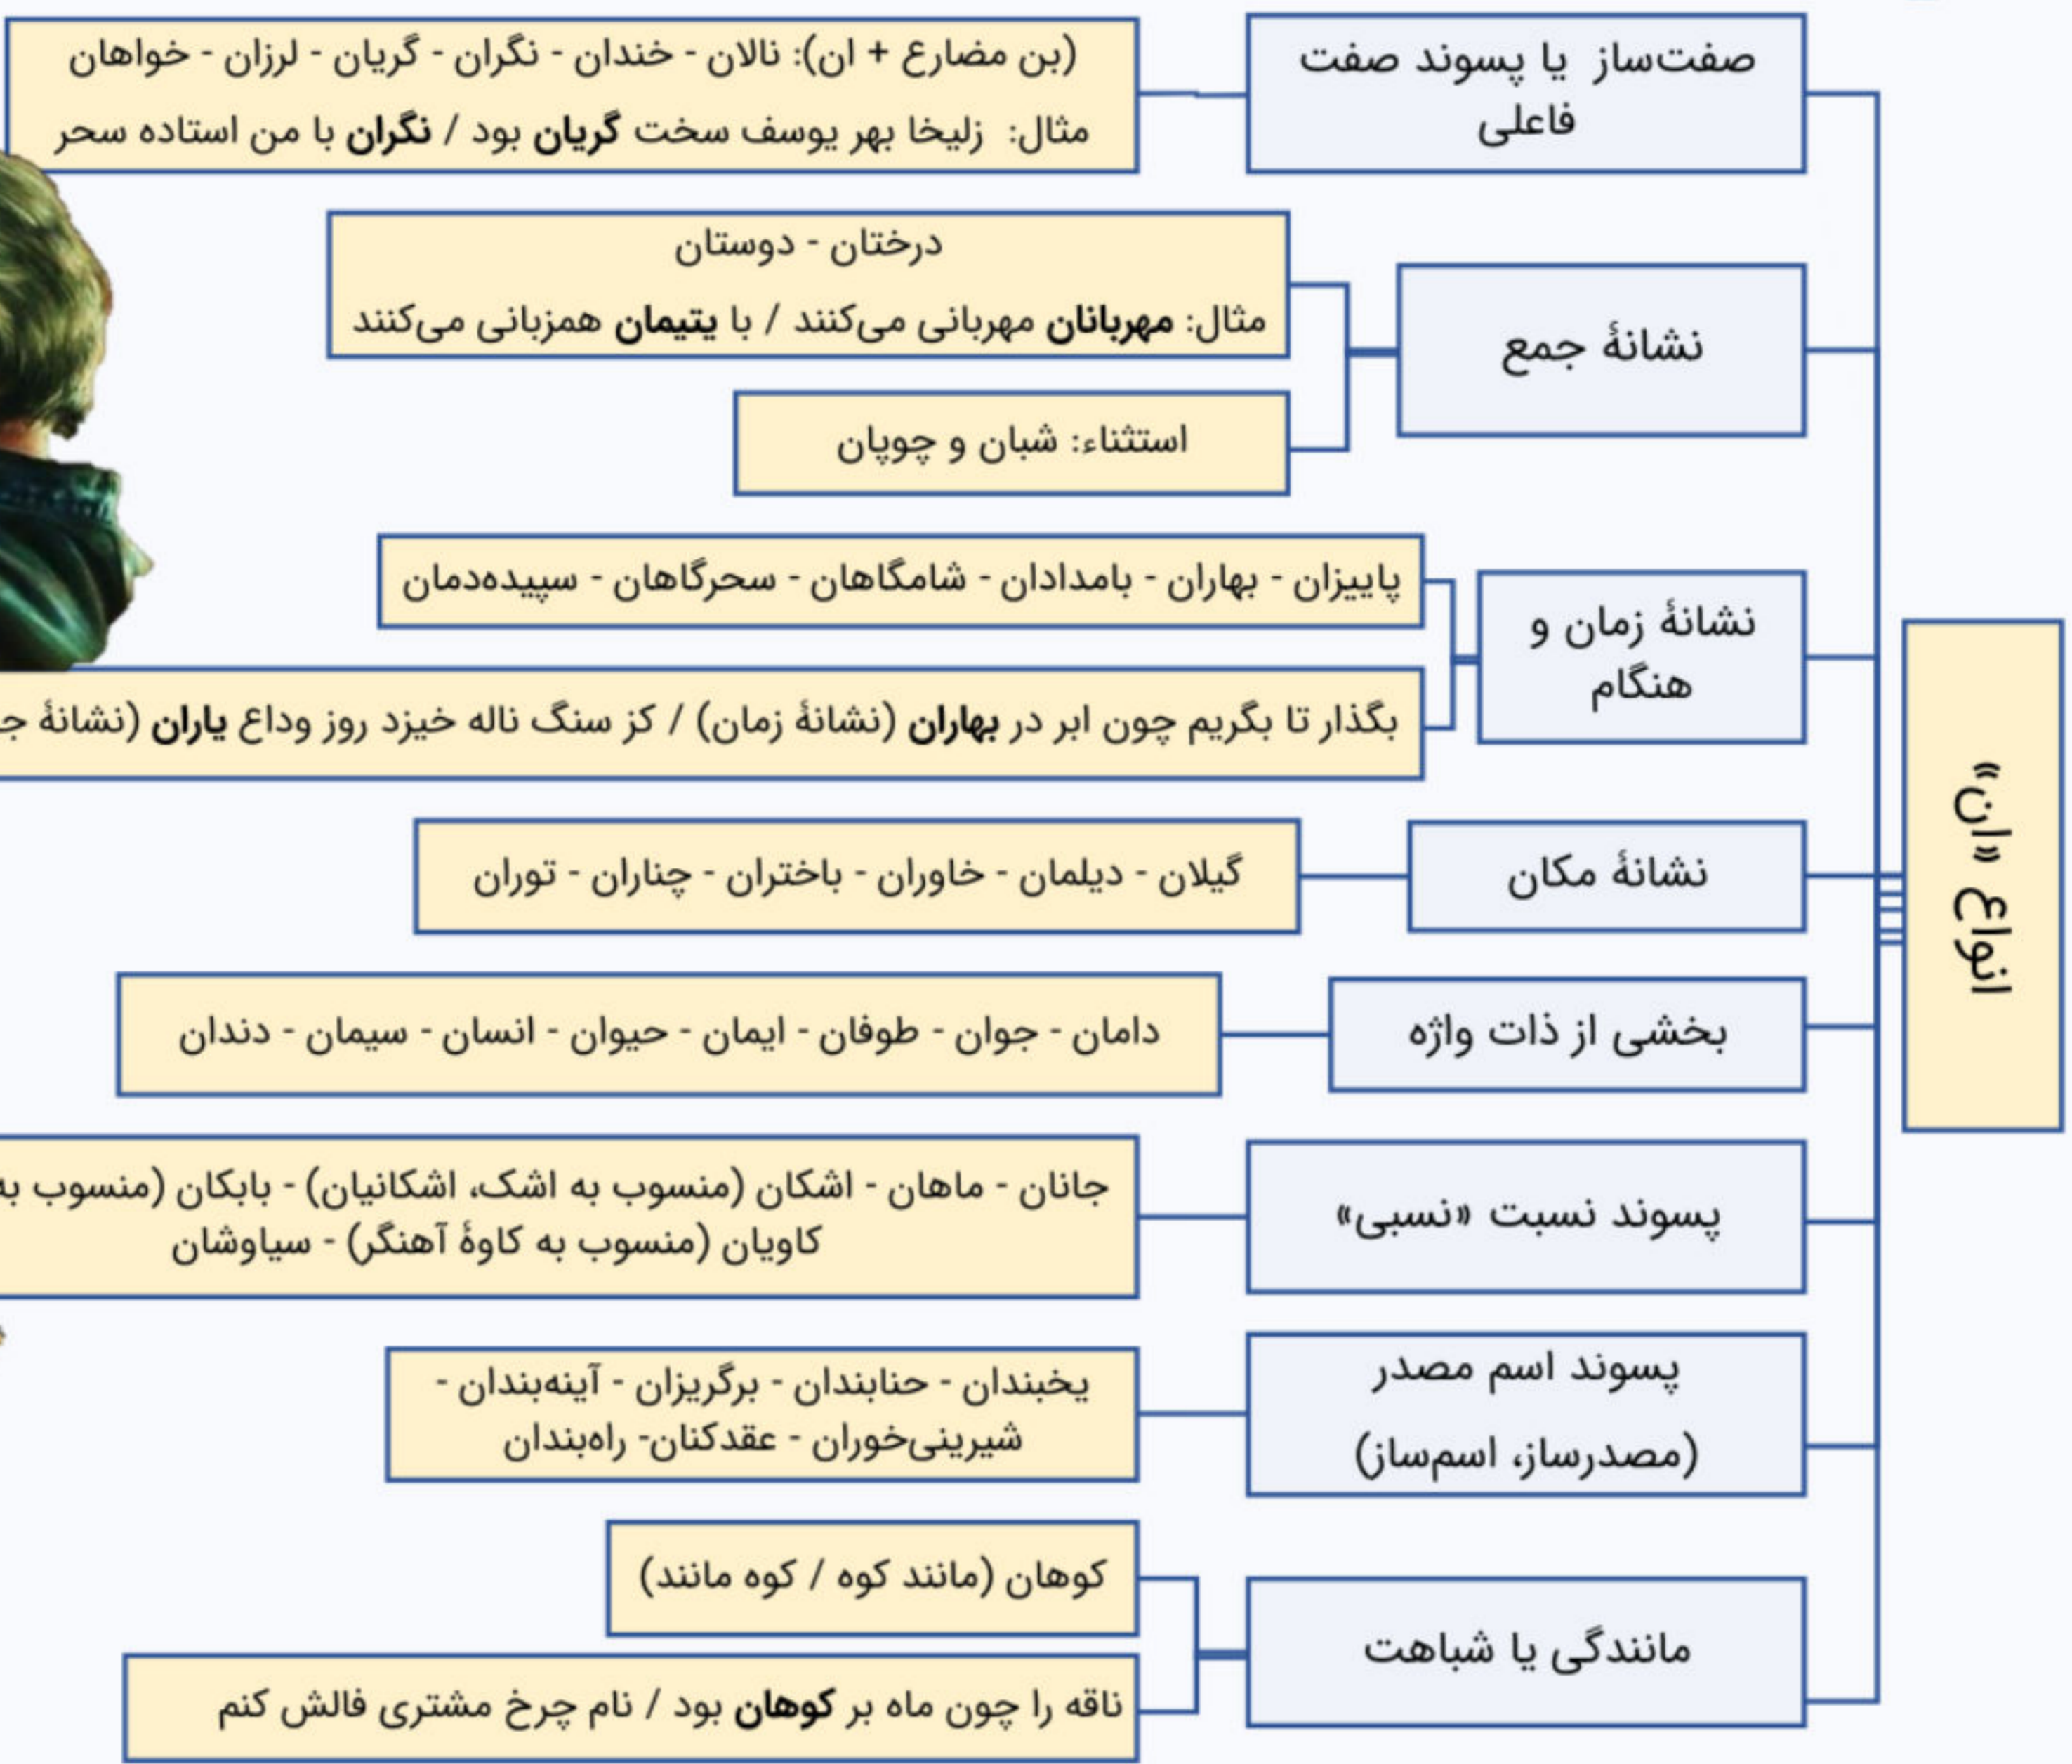 انواع «ان»
صفت‌ساز یا پسوند صفت
فاعلی
(بن مضارع + ان): نالان - خندان - نگران - گریان - لرزان - خواهان
مثال: زلیخا بهر یوسف سخت گریان بود / نگران با من استاده سحر
نشانهٔ جمع
درختان - دوستان
مثال: مهربانان مهربانی می‌کنند / با یتیمان همزبانی می‌کنند
استثناء: شبان و چوپان
نشانهٔ زمان و
هنگام
پاییزان - بهاران - بامدادان - شامگاهان - سحرگاهان - سپیده‌دمان
بگذار تا بگریم چون ابر در بهاران (نشانهٔ زمان) / کز سنگ ناله خیزد روز وداع یاران (نشانهٔ
نشانهٔ مکان
گیلان - دیلمان - خاوران - باختران - چناران - توران
بخشی از ذات واژه
دامان - جوان - طوفان - ایمان - حیوان - انسان - سیمان - دندان
پسوند نسبت «نسبی»
جانان - ماهان - اشکان (منسوب به اشک، اشکانیان) - بابکان (منسوب به
کاویان (منسوب به کاوهٔ آهنگر) - سیاوشان
پسوند اسم مصدر
(مصدرساز، اسم‌ساز)
یخبندان - حنابندان - برگریزان - آینه‌بندان -
شیرینی‌خوران - عقدکنان- راه‌بندان
مانندگی یا شباهت
کوهان (مانند کوه / کوه مانند)
ناقه را چون ماه بر کوهان بود / نام چرخ مشتری فالش کنم